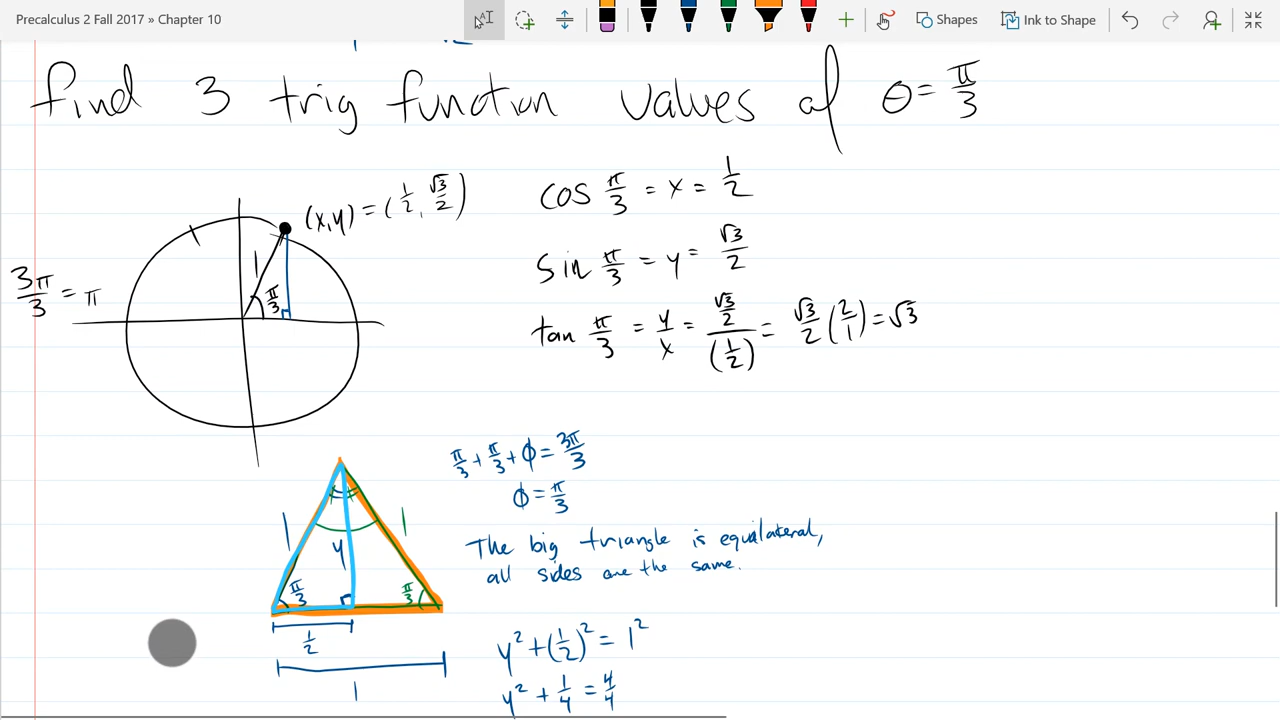 Precalculus 2 Fall 2017 » Chapter 10
Shapes
Ink to Shape
find 3 trig function values of θ = π/3
(x,y) = (1/2, √3/2)
1
π/3
3π/3 = π
cos π/3 = x = 1/2
sin π/3 = y = √3/2
tan π/3 = y/x = (√3/2)/(1/2) = √3/2 (2/1) = √3
π/3 + π/3 + ϕ = 3π/3
ϕ = π/3
1
y
1
π/3
π/3
1/2
1
The big triangle is equilateral,
all sides are the same.
y² + (1/2)² = 1²
y² + 1/4 = 4/4